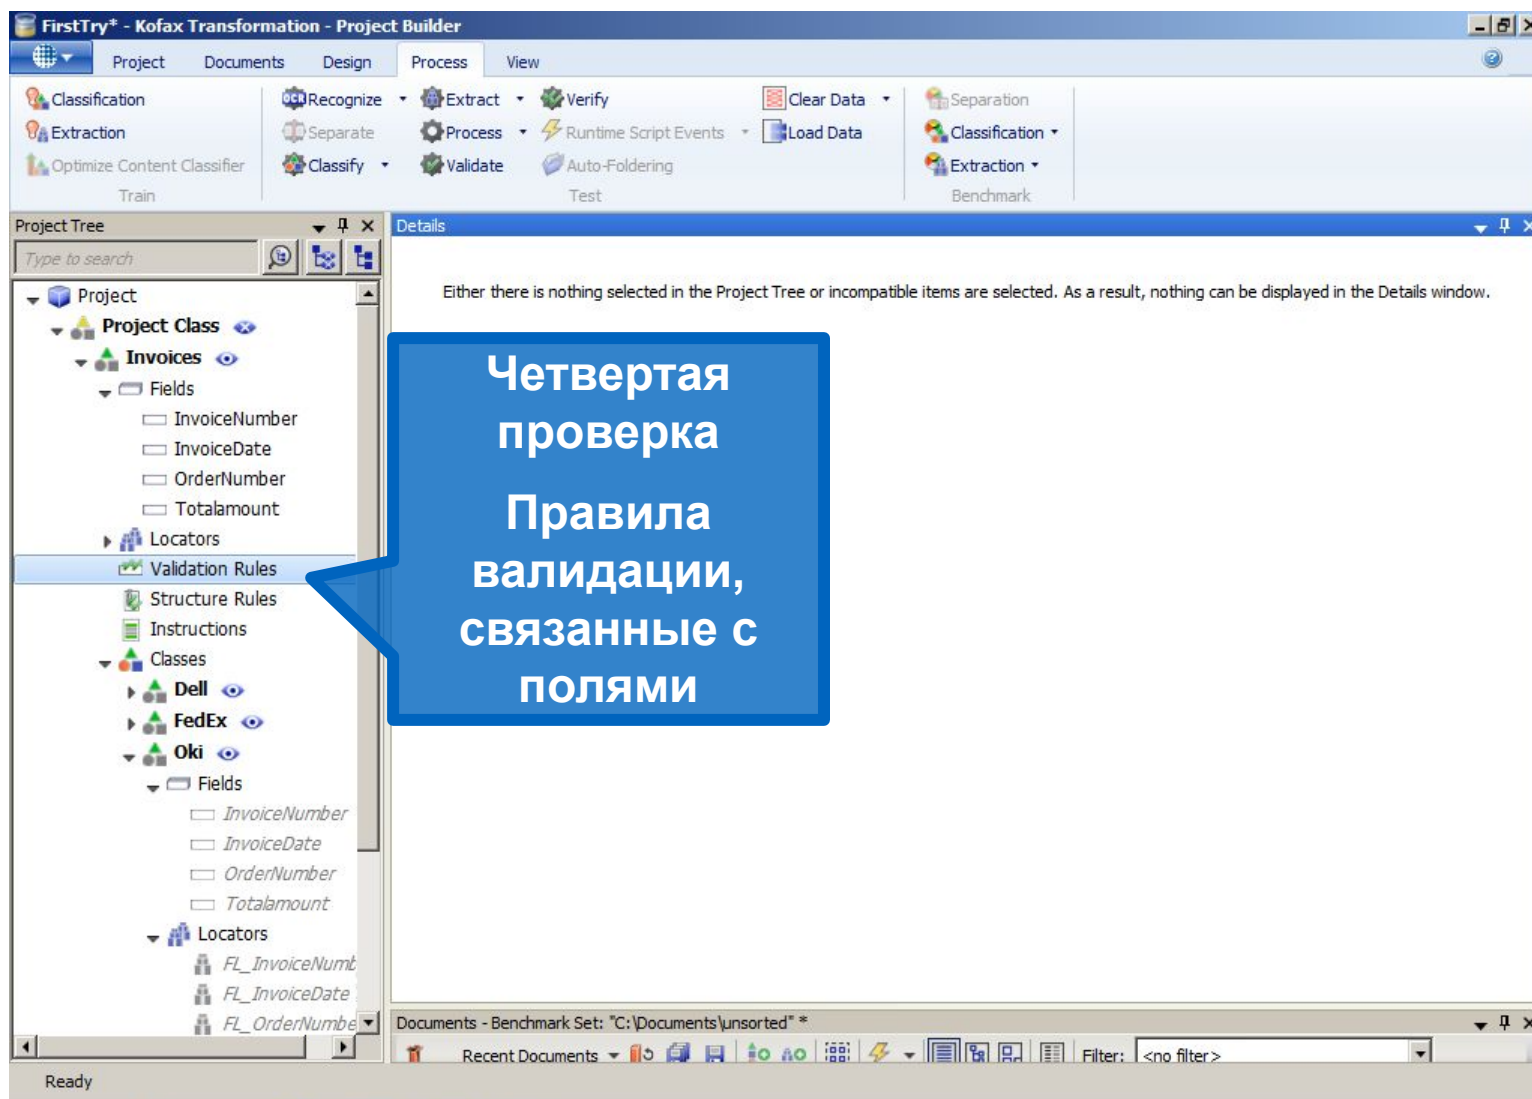 FirstTry* - Kofax Transformation - Project Builder
Project Documents Design Process View
Classification Recognize Extract Verify Clear Data Separation
Extraction Separate Process Runtime Script Events Load Data Classification
Optimize Content Classifier Classify Validate Auto-Foldering Extraction
Train Test Benchmark
Project Tree
Details
Type to search
Either there is nothing selected in the Project Tree or incompatible items are selected. As a result, nothing can be displayed in the Details window.
Project
Project Class
Invoices
Fields
InvoiceNumber
InvoiceDate
OrderNumber
Totalamount
Locators
Validation Rules
Structure Rules
Instructions
Classes
Dell
FedEx
Oki
Fields
InvoiceNumber
InvoiceDate
OrderNumber
Totalamount
Locators
FL_InvoiceNumb
FL_InvoiceDate
FL_OrderNumbe
Четвертая
проверка
Правила
валидации,
связанные с
полями
Documents - Benchmark Set: "C:\Documents\unsorted" *
Recent Documents Filter: <no filter>
Ready